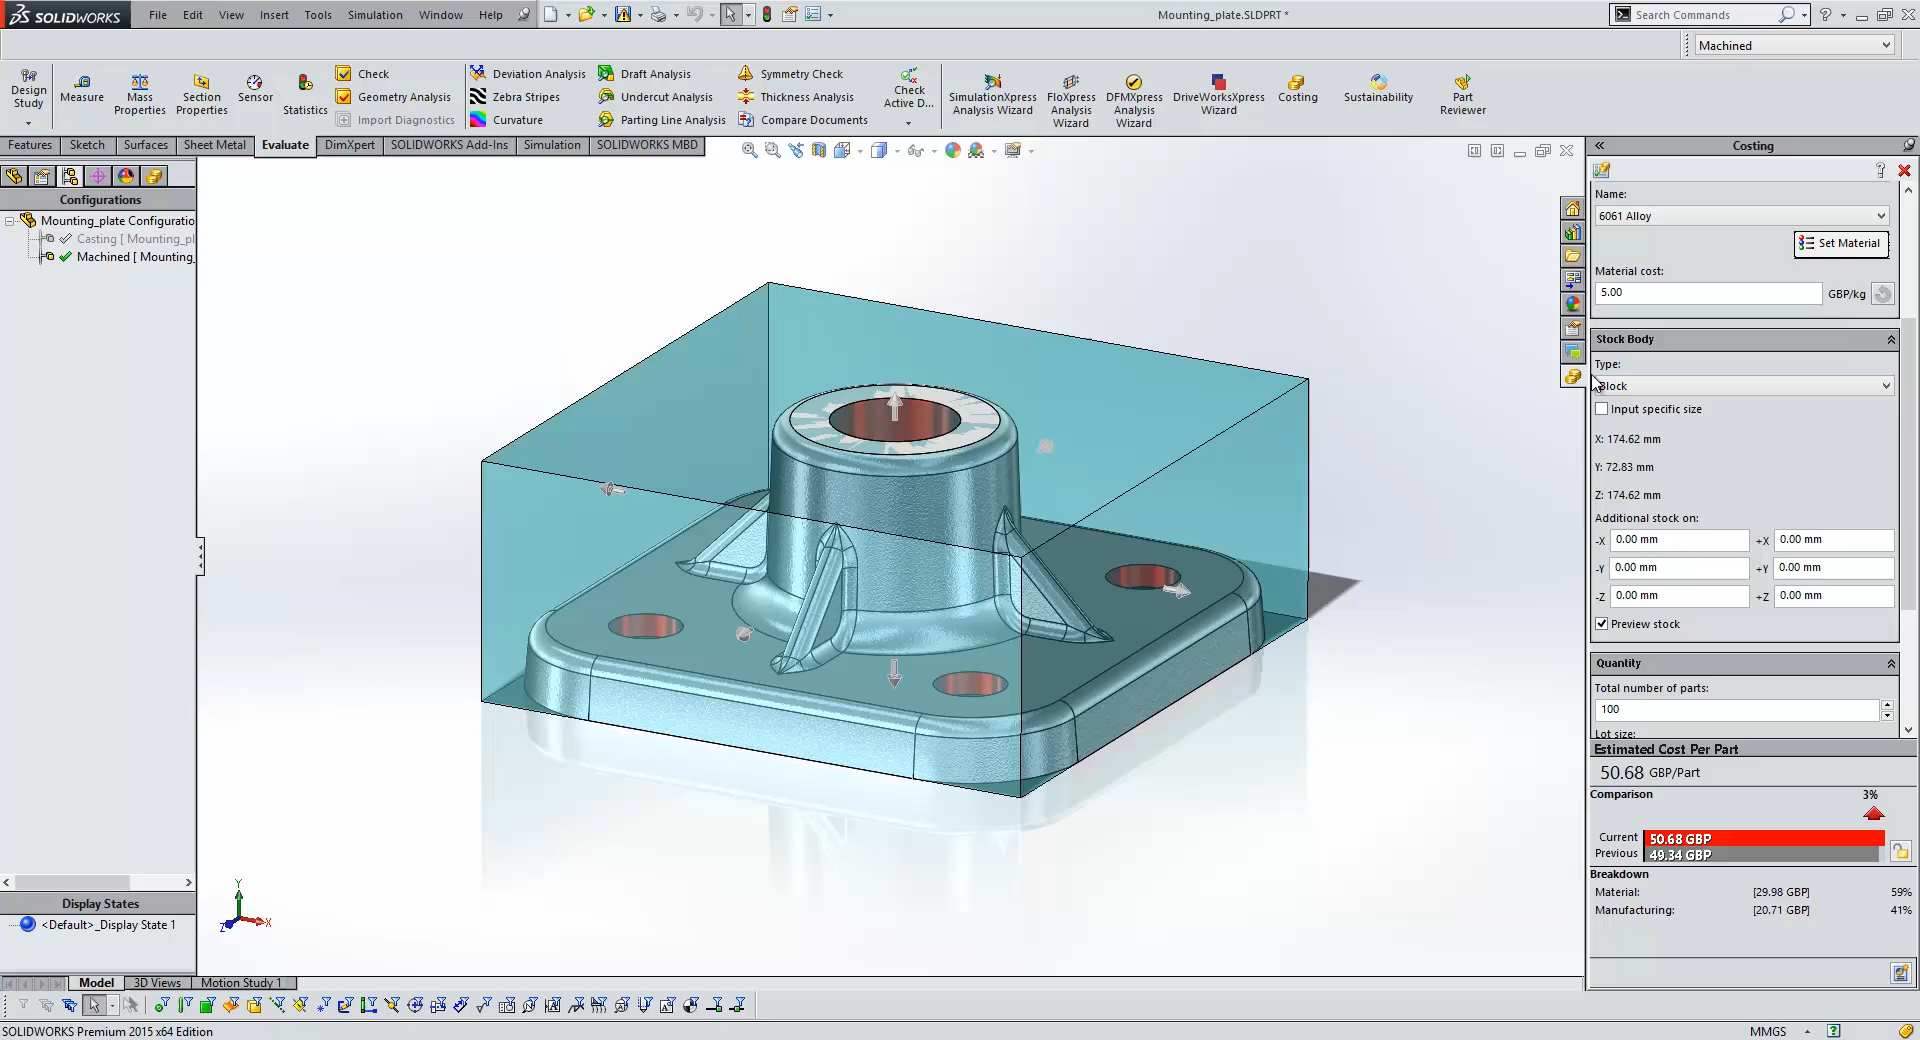 SOLIDWORKS
File Edit View Insert Tools Simulation Window Help
Mounting_plate.SLDPRT *
Search Commands
Machined
Design Study
Measure
Mass Properties
Section Properties
Sensor
Statistics
Check
Geometry Analysis
Import Diagnostics
Deviation Analysis
Zebra Stripes
Curvature
Draft Analysis
Undercut Analysis
Parting Line Analysis
Symmetry Check
Thickness Analysis
Compare Documents
Check Active D...
SimulationXpress Analysis Wizard
FloXpress Analysis Wizard
DFMXpress Analysis Wizard
DriveWorksXpress Wizard
Costing
Sustainability
Part Reviewer
Features Sketch Surfaces Sheet Metal Evaluate DimXpert SOLIDWORKS Add-Ins Simulation SOLIDWORKS MBD
Configurations
Mounting_plate Configuratio
Casting [ Mounting_pl
Machined [ Mounting_
Display States
<Default>_Display State 1
Y
X
Z
Costing
Name:
6061 Alloy
Set Material
Material cost:
5.00 GBP/kg
Stock Body
Type:
Block
Input specific size
X: 174.62 mm
Y: 72.83 mm
Z: 174.62 mm
Additional stock on:
-X 0.00 mm +X 0.00 mm
-Y 0.00 mm +Y 0.00 mm
-Z 0.00 mm +Z 0.00 mm
Preview stock
Quantity
Total number of parts:
100
Lot size:
Estimated Cost Per Part
50.68 GBP/Part
Comparison 3%
Current 50.68 GBP
Previous 49.34 GBP
Breakdown
Material: [29.98 GBP] 59%
Manufacturing: [20.71 GBP] 41%
Model 3D Views Motion Study 1
SOLIDWORKS Premium 2015 x64 Edition
MMGS